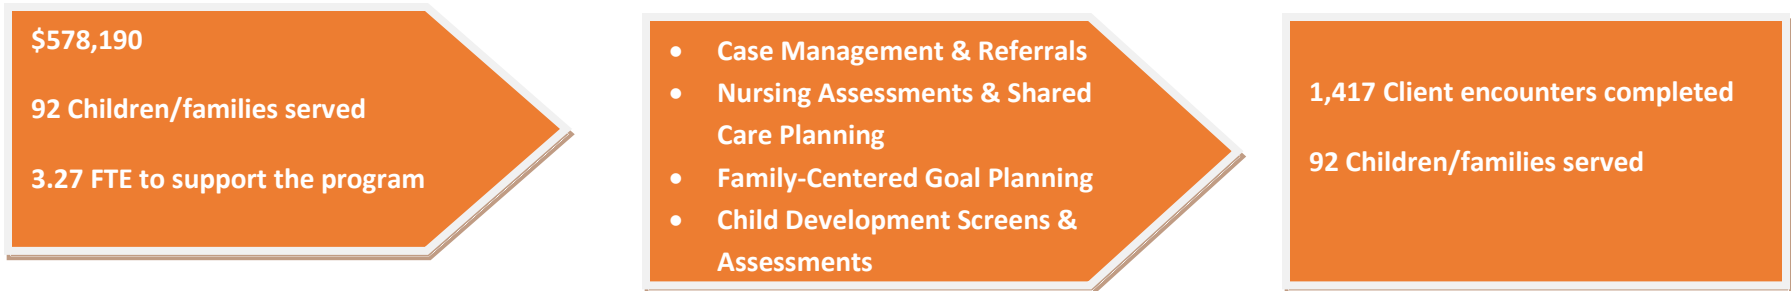 $578,190
92 Children/families served
3.27 FTE to support the program
• Case Management & Referrals
• Nursing Assessments & Shared
Care Planning
• Family-Centered Goal Planning
• Child Development Screens &
Assessments
1,417 Client encounters completed
92 Children/families served